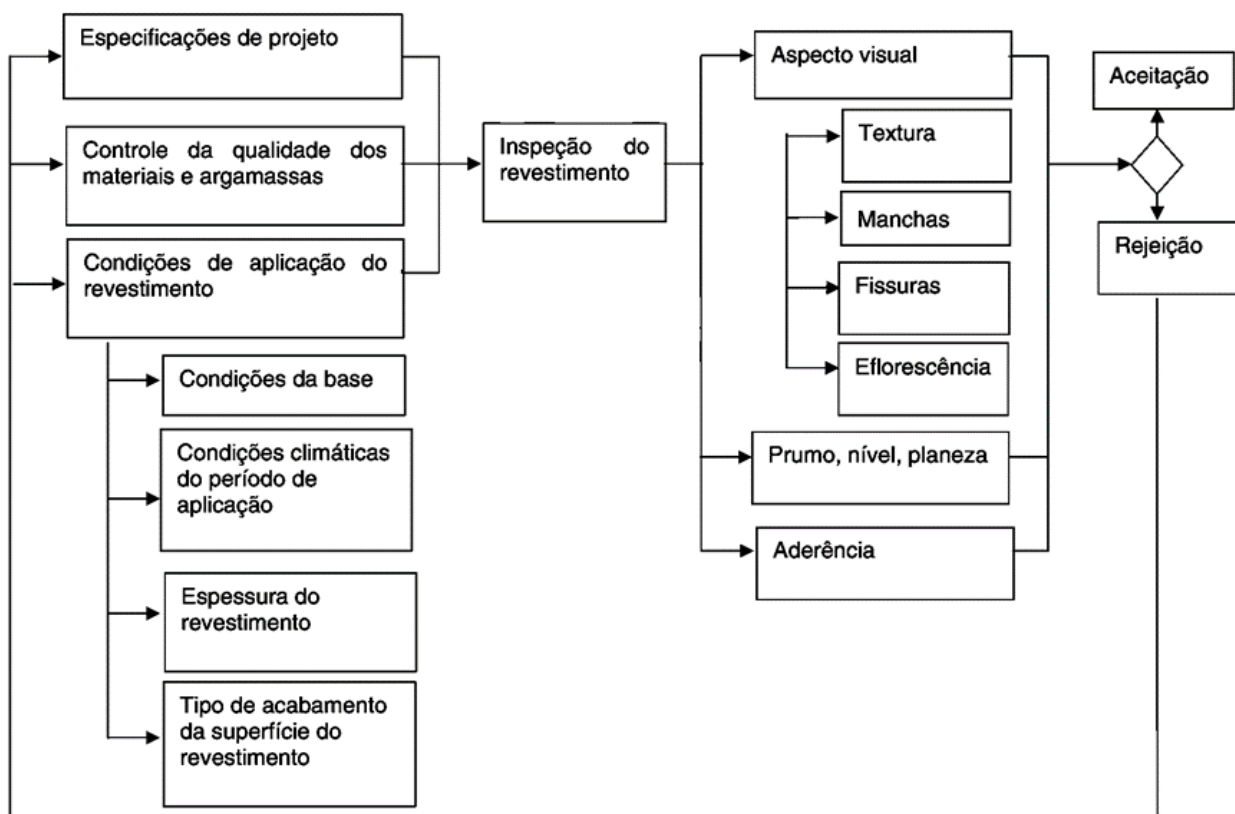 Especificações de projeto
Controle da qualidade dos
materiais e argamassas
Condições de aplicação do
revestimento
Condições da base
Condições climáticas
do período de
aplicação
Espessura do
revestimento
Tipo de acabamento
da superfície do
revestimento
Inspeção do
revestimento
Aspecto visual
Textura
Manchas
Fissuras
Eflorescência
Prumo, nível, planeza
Aderência
Aceitação
Rejeição